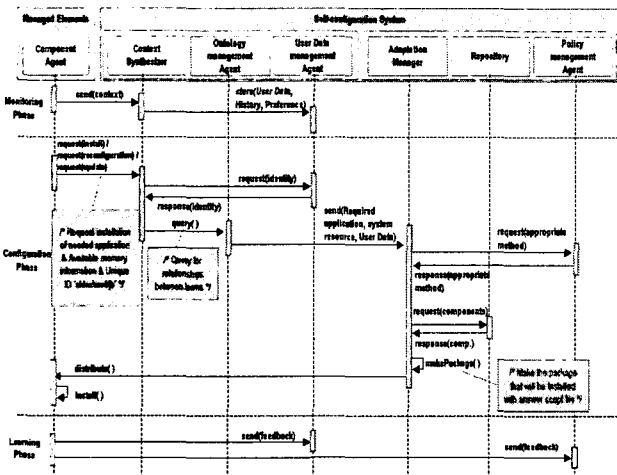 Managed Elements
Self-configuration System
Component
Agent
Context
Synthesizer
Ontology
management
Agent
User Data
management
Agent
Adaptation
Manager
Repository
Policy
management
Agent
Monitoring
Phase
send(context)
store(User Data,
History, Preference)
request(install) /
request(reconfiguration) /
request(update)
request(identity)
response(identity)
query( )
send(Required
application, system
resource, User Data)
request(appropriate
method)
response(appropriate
method)
Configuration
Phase
/* Request installation
of needed application
& Available memory
information & Unique
ID
/* Query for
relationships
between items */
request(components)
response(comp.)
makePackage( )
/* Make the package
that will be installed
with answer script file */
distribute( )
install( )
Learning
Phase
send(feedback)
send(feedback)